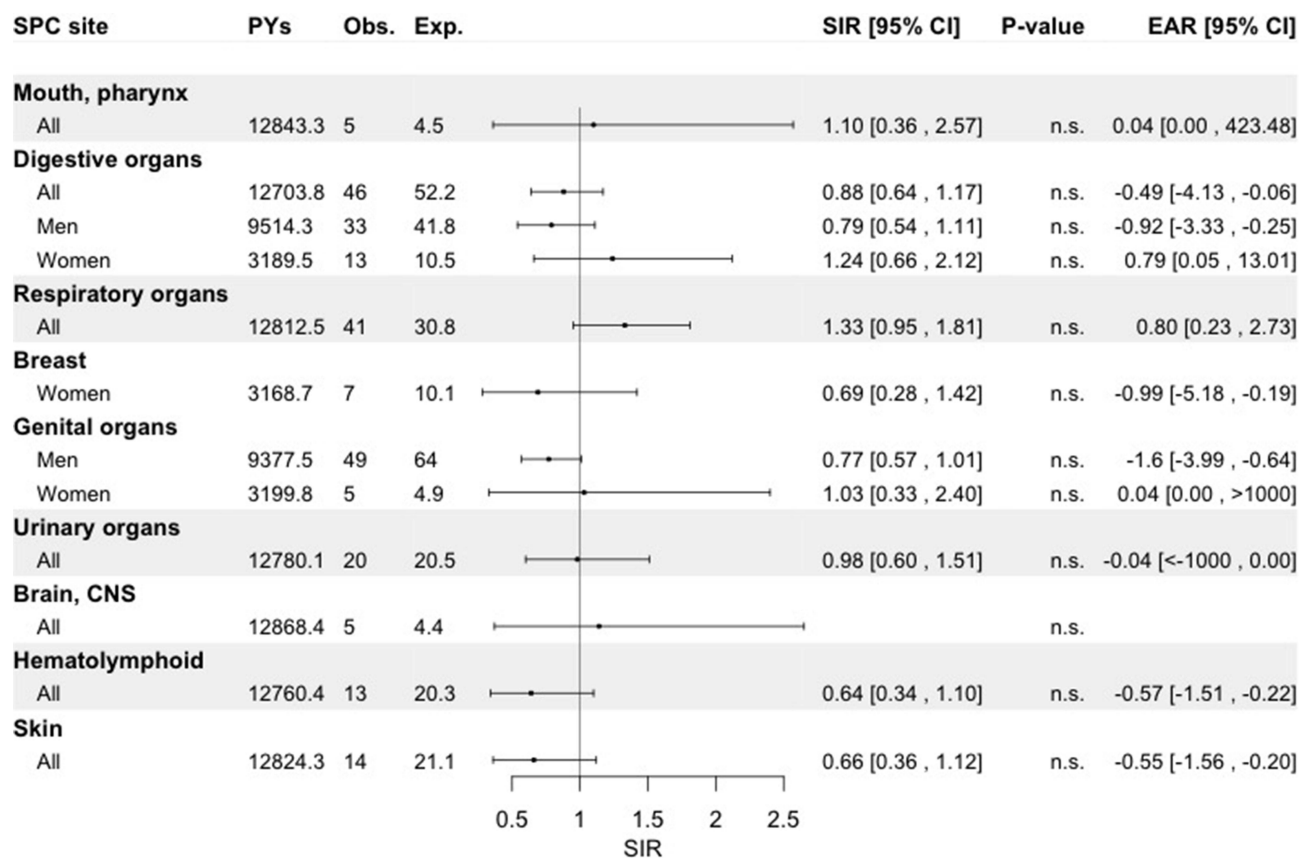 SPC site PYs Obs. Exp. SIR [95% CI] P-value EAR [95% CI]
Mouth, pharynx
All 12843.3 5 4.5 1.10 [0.36 , 2.57] n.s. 0.04 [0.00 , 423.48]
Digestive organs
All 12703.8 46 52.2 0.88 [0.64 , 1.17] n.s. -0.49 [-4.13 , -0.06]
Men 9514.3 33 41.8 0.79 [0.54 , 1.11] n.s. -0.92 [-3.33 , -0.25]
Women 3189.5 13 10.5 1.24 [0.66 , 2.12] n.s. 0.79 [0.05 , 13.01]
Respiratory organs
All 12812.5 41 30.8 1.33 [0.95 , 1.81] n.s. 0.80 [0.23 , 2.73]
Breast
Women 3168.7 7 10.1 0.69 [0.28 , 1.42] n.s. -0.99 [-5.18 , -0.19]
Genital organs
Men 9377.5 49 64 0.77 [0.57 , 1.01] n.s. -1.6 [-3.99 , -0.64]
Women 3199.8 5 4.9 1.03 [0.33 , 2.40] n.s. 0.04 [0.00 , >1000]
Urinary organs
All 12780.1 20 20.5 0.98 [0.60 , 1.51] n.s. -0.04 [<-1000 , 0.00]
Brain, CNS
All 12868.4 5 4.4 n.s.
Hematolymphoid
All 12760.4 13 20.3 0.64 [0.34 , 1.10] n.s. -0.57 [-1.51 , -0.22]
Skin
All 12824.3 14 21.1 0.66 [0.36 , 1.12] n.s. -0.55 [-1.56 , -0.20]
0.5 1 1.5 2 2.5
SIR